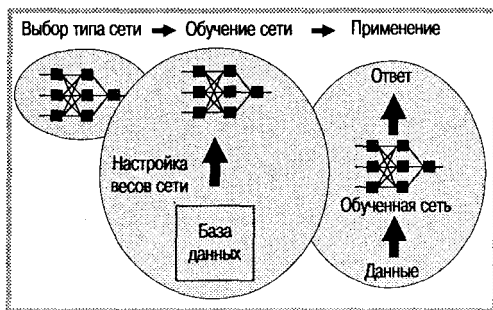 Выбор типа сети → Обучение сети → Применение
Ответ
Настройка
весов сети
Обученная сеть
База
данных
Данные